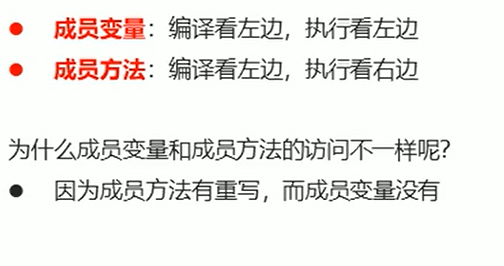 ● 成员变量：编译看左边，执行看左边
● 成员方法：编译看左边，执行看右边
为什么成员变量和成员方法的访问不一样呢?
● 因为成员方法有重写，而成员变量没有